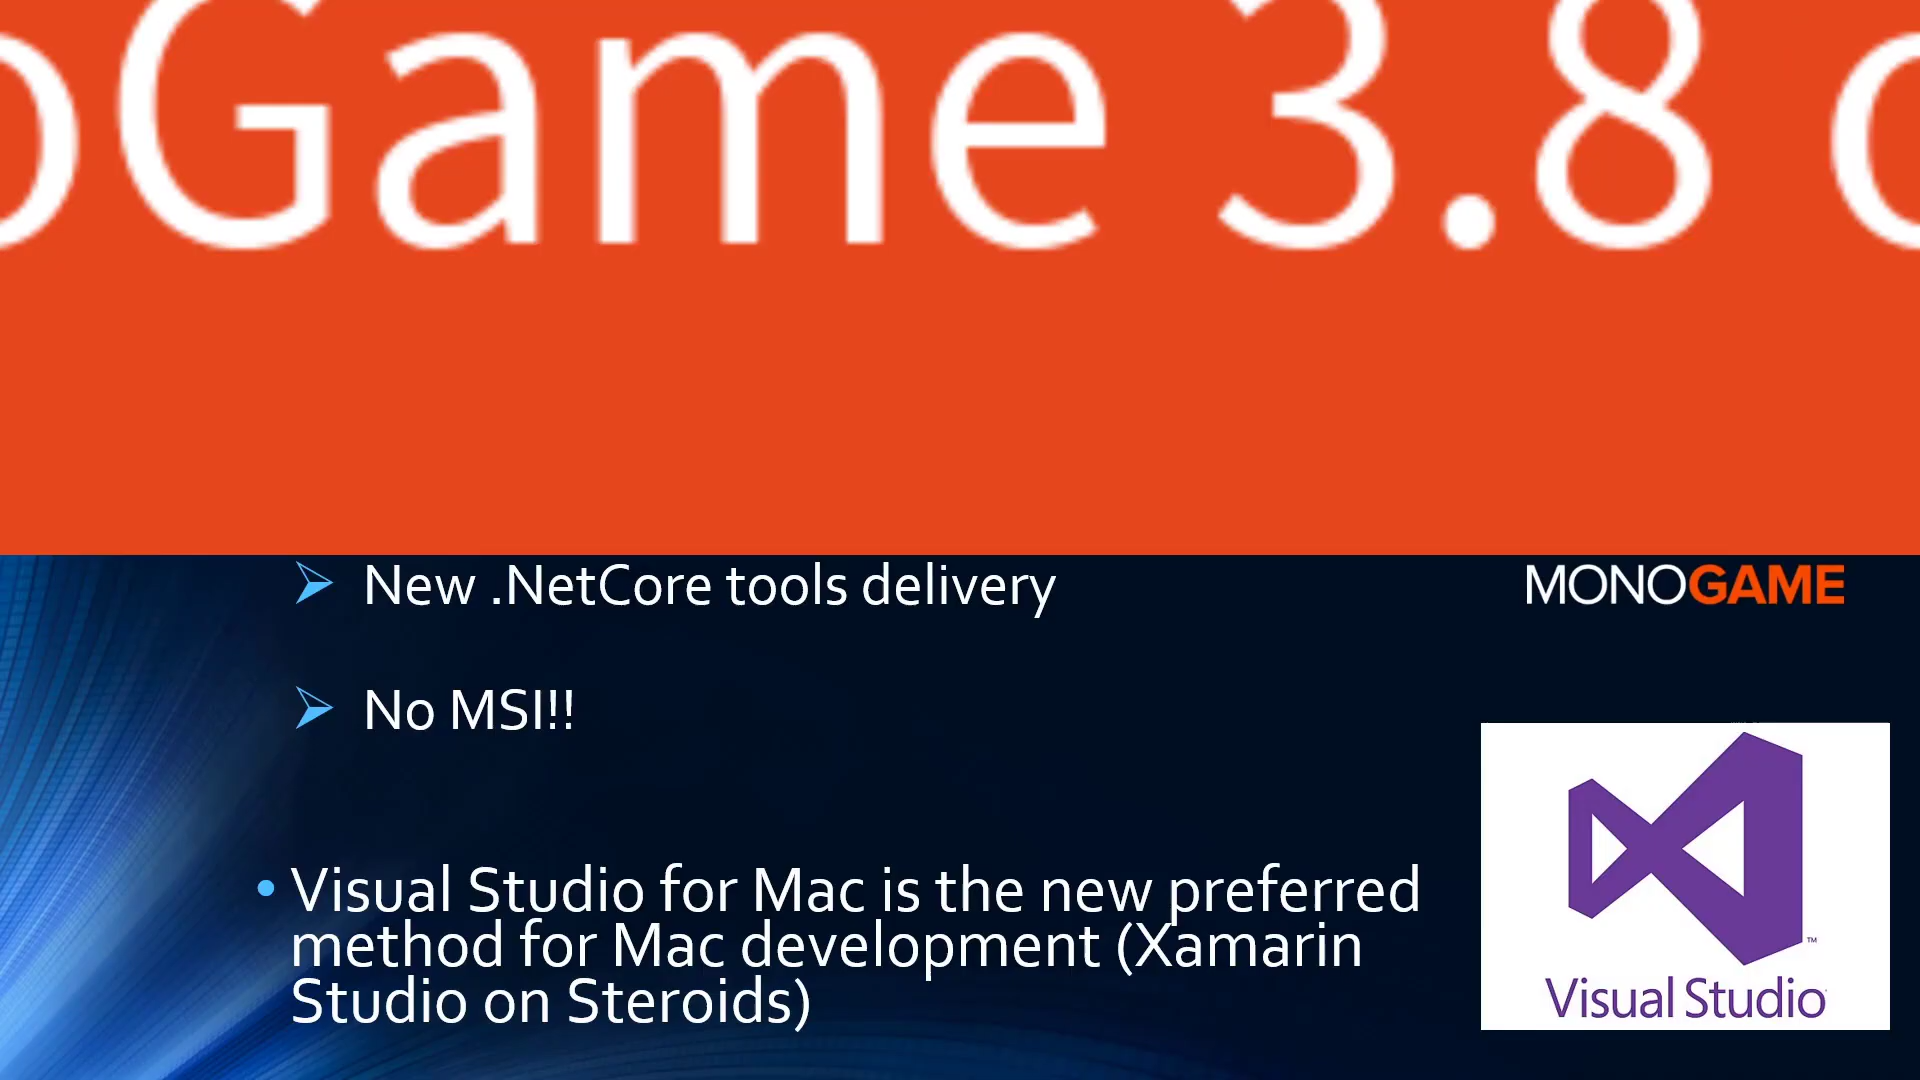 oGame 3.8
New .NetCore tools delivery
MONOGAME
No MSI!!
Visual Studio for Mac is the new preferred
method for Mac development (Xamarin
Studio on Steroids)
™
Visual Studio